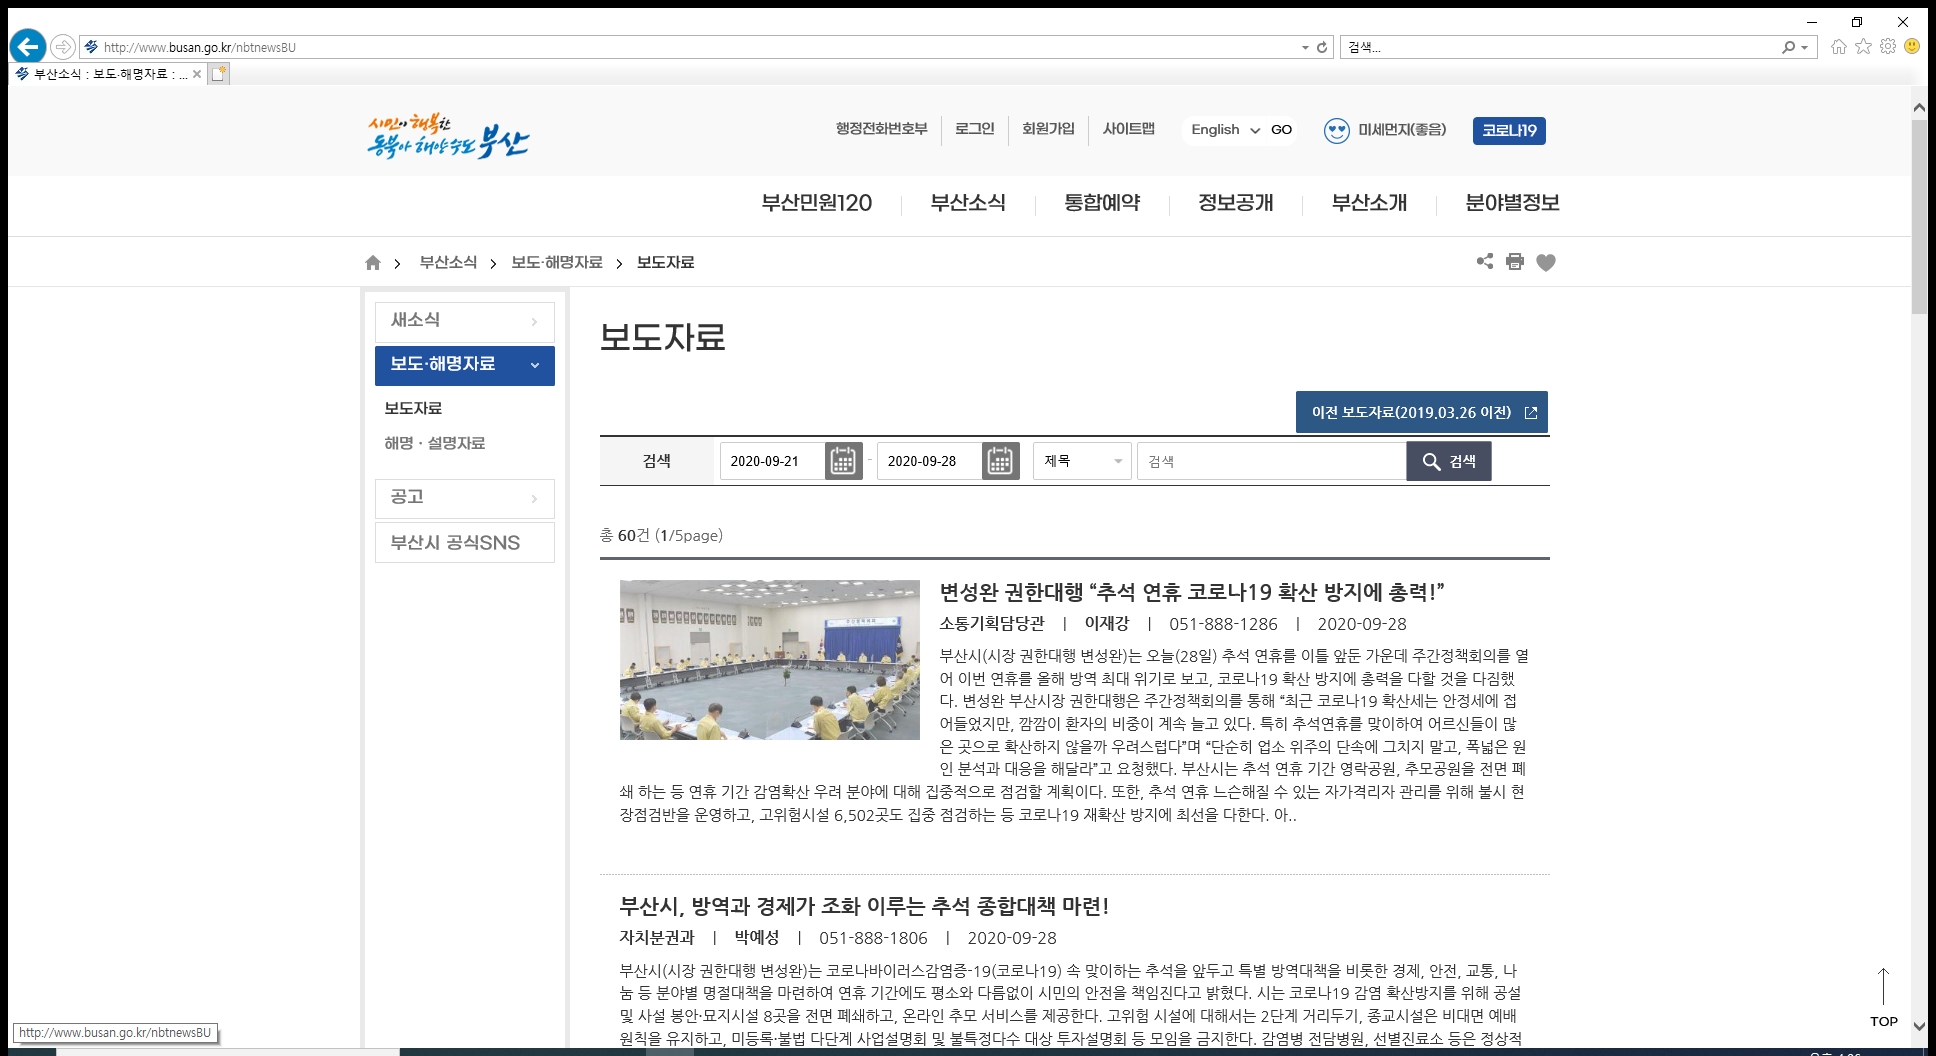 http://www.busan.go.kr/nbtnewsBU
검색...
부산소식 : 보도·해명자료 : ...
시민이 행복한
동북아 해양수도 부산
행정전화번호부
로그인
회원가입
사이트맵
English
GO
미세먼지(좋음)
코로나19
부산민원120
부산소식
통합예약
정보공개
부산소개
분야별정보
부산소식
보도·해명자료
보도자료
새소식
보도·해명자료
보도자료
해명 · 설명자료
공고
부산시 공식SNS
보도자료
이전 보도자료(2019.03.26 이전)
검색
2020-09-21
-
2020-09-28
제목
검색
검색
총 60건 (1/5page)
변성완 권한대행 “추석 연휴 코로나19 확산 방지에 총력!”
소통기획담당관 | 이재강 | 051-888-1286 | 2020-09-28
부산시(시장 권한대행 변성완)는 오늘(28일) 추석 연휴를 이틀 앞둔 가운데 주간정책회의를 열
어 이번 연휴를 올해 방역 최대 위기로 보고, 코로나19 확산 방지에 총력을 다할 것을 다짐했
다. 변성완 부산시장 권한대행은 주간정책회의를 통해 “최근 코로나19 확산세는 안정세에 접
어들었지만, 깜깜이 환자의 비중이 계속 늘고 있다. 특히 추석연휴를 맞이하여 어르신들이 많
은 곳으로 확산하지 않을까 우려스럽다”며 “단순히 업소 위주의 단속에 그치지 말고, 폭넓은 원
인 분석과 대응을 해달라”고 요청했다. 부산시는 추석 연휴 기간 영락공원, 추모공원을 전면 폐
쇄 하는 등 연휴 기간 감염확산 우려 분야에 대해 집중적으로 점검할 계획이다. 또한, 추석 연휴 느슨해질 수 있는 자가격리자 관리를 위해 불시 현
장점검반을 운영하고, 고위험시설 6,502곳도 집중 점검하는 등 코로나19 재확산 방지에 최선을 다한다. 아..
부산시, 방역과 경제가 조화 이루는 추석 종합대책 마련!
자치분권과 | 박예성 | 051-888-1806 | 2020-09-28
부산시(시장 권한대행 변성완)는 코로나바이러스감염증-19(코로나19) 속 맞이하는 추석을 앞두고 특별 방역대책을 비롯한 경제, 안전, 교통, 나
눔 등 분야별 명절대책을 마련하여 연휴 기간에도 평소와 다름없이 시민의 안전을 책임진다고 밝혔다. 시는 코로나19 감염 확산방지를 위해 공설
및 사설 봉안·묘지시설 8곳을 전면 폐쇄하고, 온라인 추모 서비스를 제공한다. 고위험 시설에 대해서는 2단계 거리두기, 종교시설은 비대면 예배
원칙을 유지하고, 미등록·불법 다단계 사업설명회 및 불특정다수 대상 투자설명회 등 모임을 금지한다. 감염병 전담병원, 선별진료소 등은 정상적
TOP
http://www.busan.go.kr/nbtnewsBU